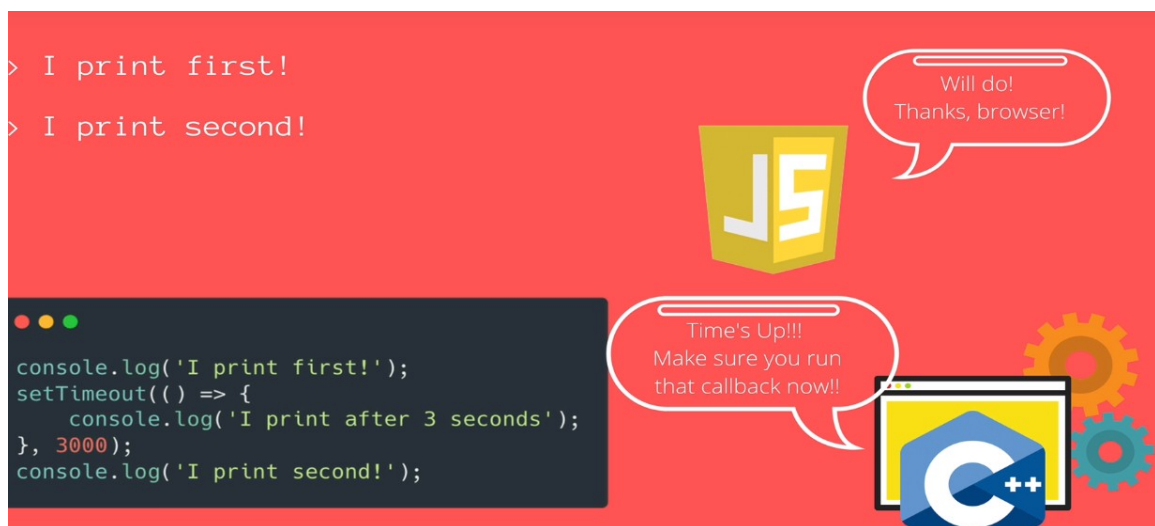 > I print first!
> I print second!
Will do!
Thanks, browser!
JS
Time's Up!!!
Make sure you run
that callback now!!
console.log('I print first!');
setTimeout(() => {
    console.log('I print after 3 seconds');
}, 3000);
console.log('I print second!');
C++